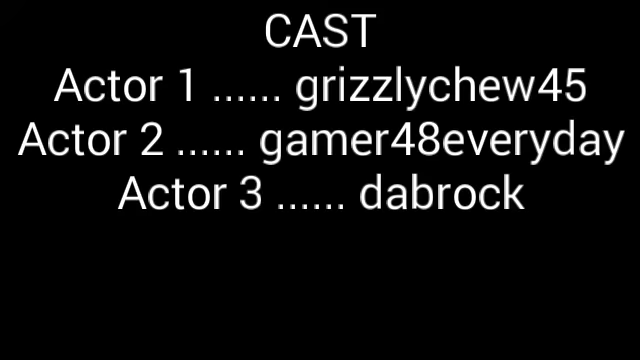 CAST
Actor 1 ...... grizzlychew45
Actor 2 ...... gamer48everyday
Actor 3 ...... dabrock